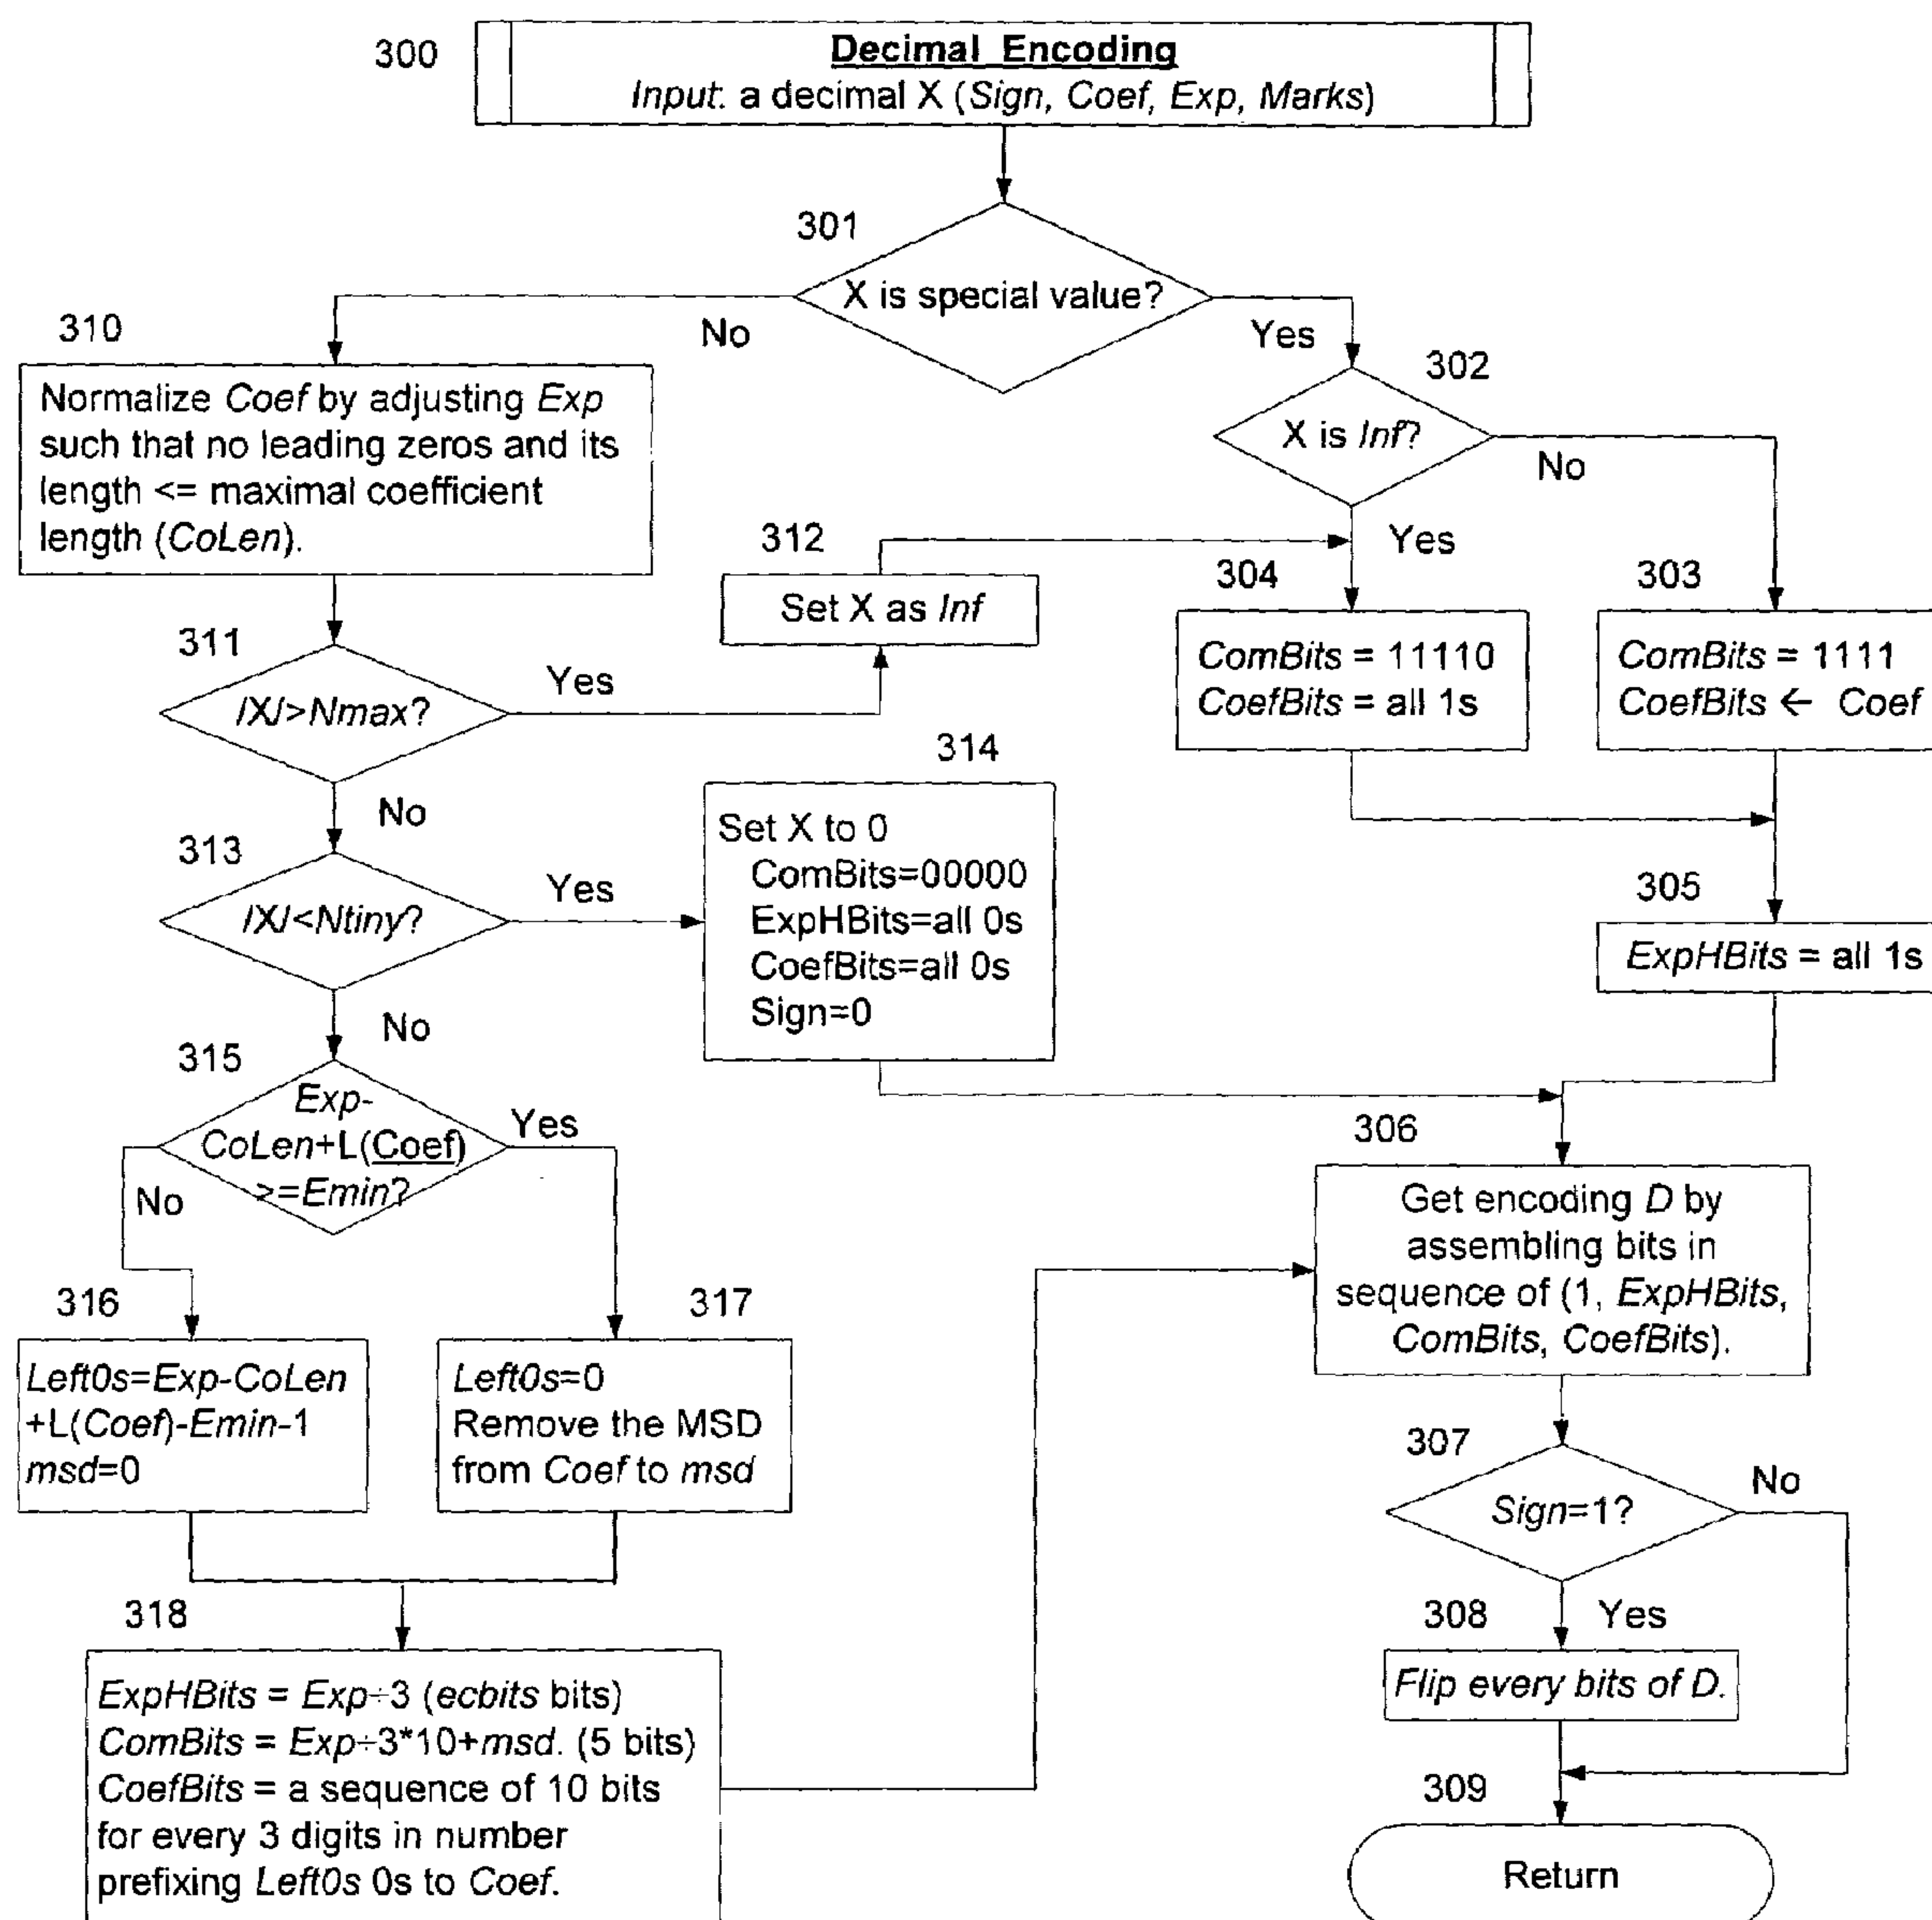 300
Decimal Encoding
Input: a decimal X (Sign, Coef, Exp, Marks)
301
X is special value?
No
Yes
310
Normalize Coef by adjusting Exp
such that no leading zeros and its
length <= maximal coefficient
length (CoLen).
302
X is Inf?
No
Yes
312
Set X as Inf
304
ComBits = 11110
CoefBits = all 1s
303
ComBits = 1111
CoefBits ← Coef
311
/X/>Nmax?
Yes
No
314
Set X to 0
ComBits=00000
ExpHBits=all 0s
CoefBits=all 0s
Sign=0
313
/X/<Ntiny?
Yes
No
305
ExpHBits = all 1s
315
Exp-
CoLen+L(Coef)
>=Emin?
Yes
No
306
Get encoding D by
assembling bits in
sequence of (1, ExpHBits,
ComBits, CoefBits).
316
Left0s=Exp-CoLen
+L(Coef)-Emin-1
msd=0
317
Left0s=0
Remove the MSD
from Coef to msd
307
Sign=1?
No
Yes
308
Flip every bits of D.
318
ExpHBits = Exp÷3 (ecbits bits)
ComBits = Exp÷3*10+msd. (5 bits)
CoefBits = a sequence of 10 bits
for every 3 digits in number
prefixing Left0s 0s to Coef.
309
Return